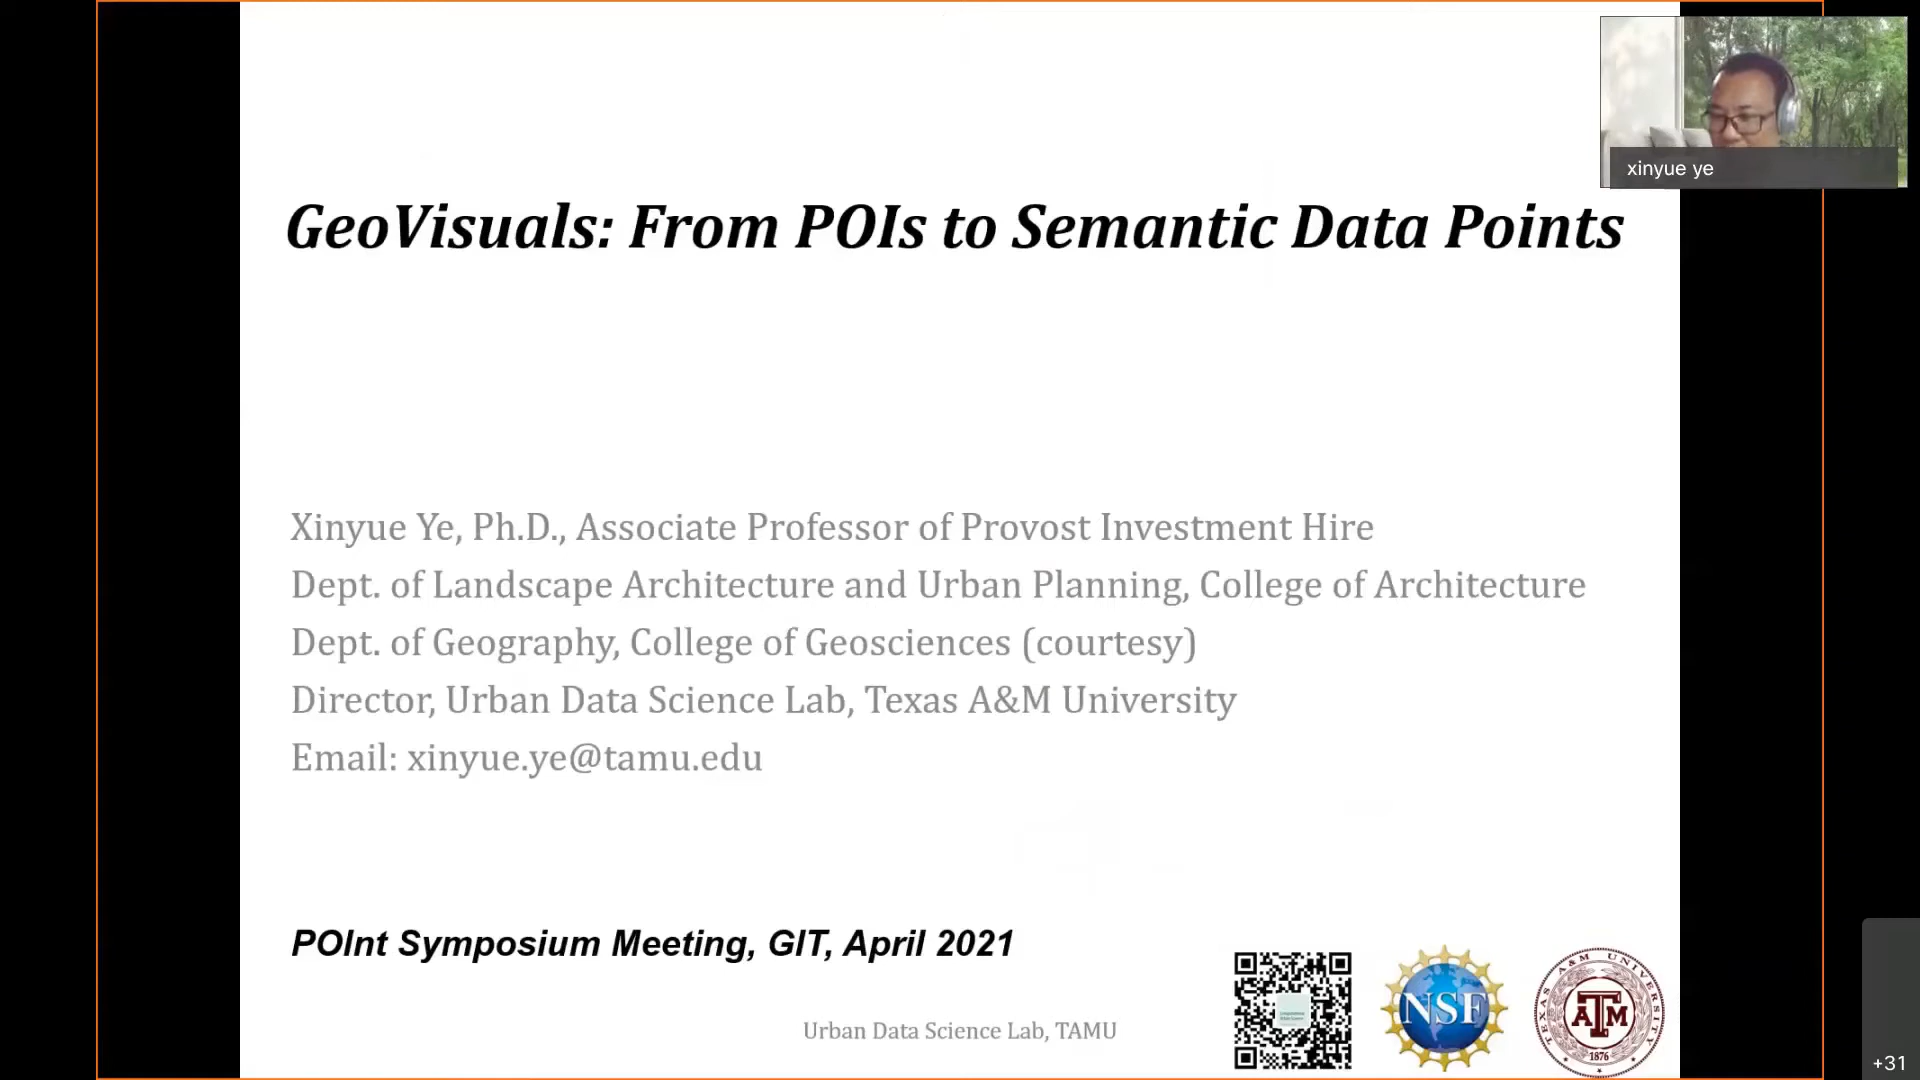 xinyue ye
GeoVisuals: From POIs to Semantic Data Points
Xinyue Ye, Ph.D., Associate Professor of Provost Investment Hire
Dept. of Landscape Architecture and Urban Planning, College of Architecture
Dept. of Geography, College of Geosciences (courtesy)
Director, Urban Data Science Lab, Texas A&M University
Email: xinyue.ye@tamu.edu
POInt Symposium Meeting, GIT, April 2021
Urban Data Science Lab, TAMU
NSF
TEXAS A&M UNIVERSITY
ATM
1876
+31